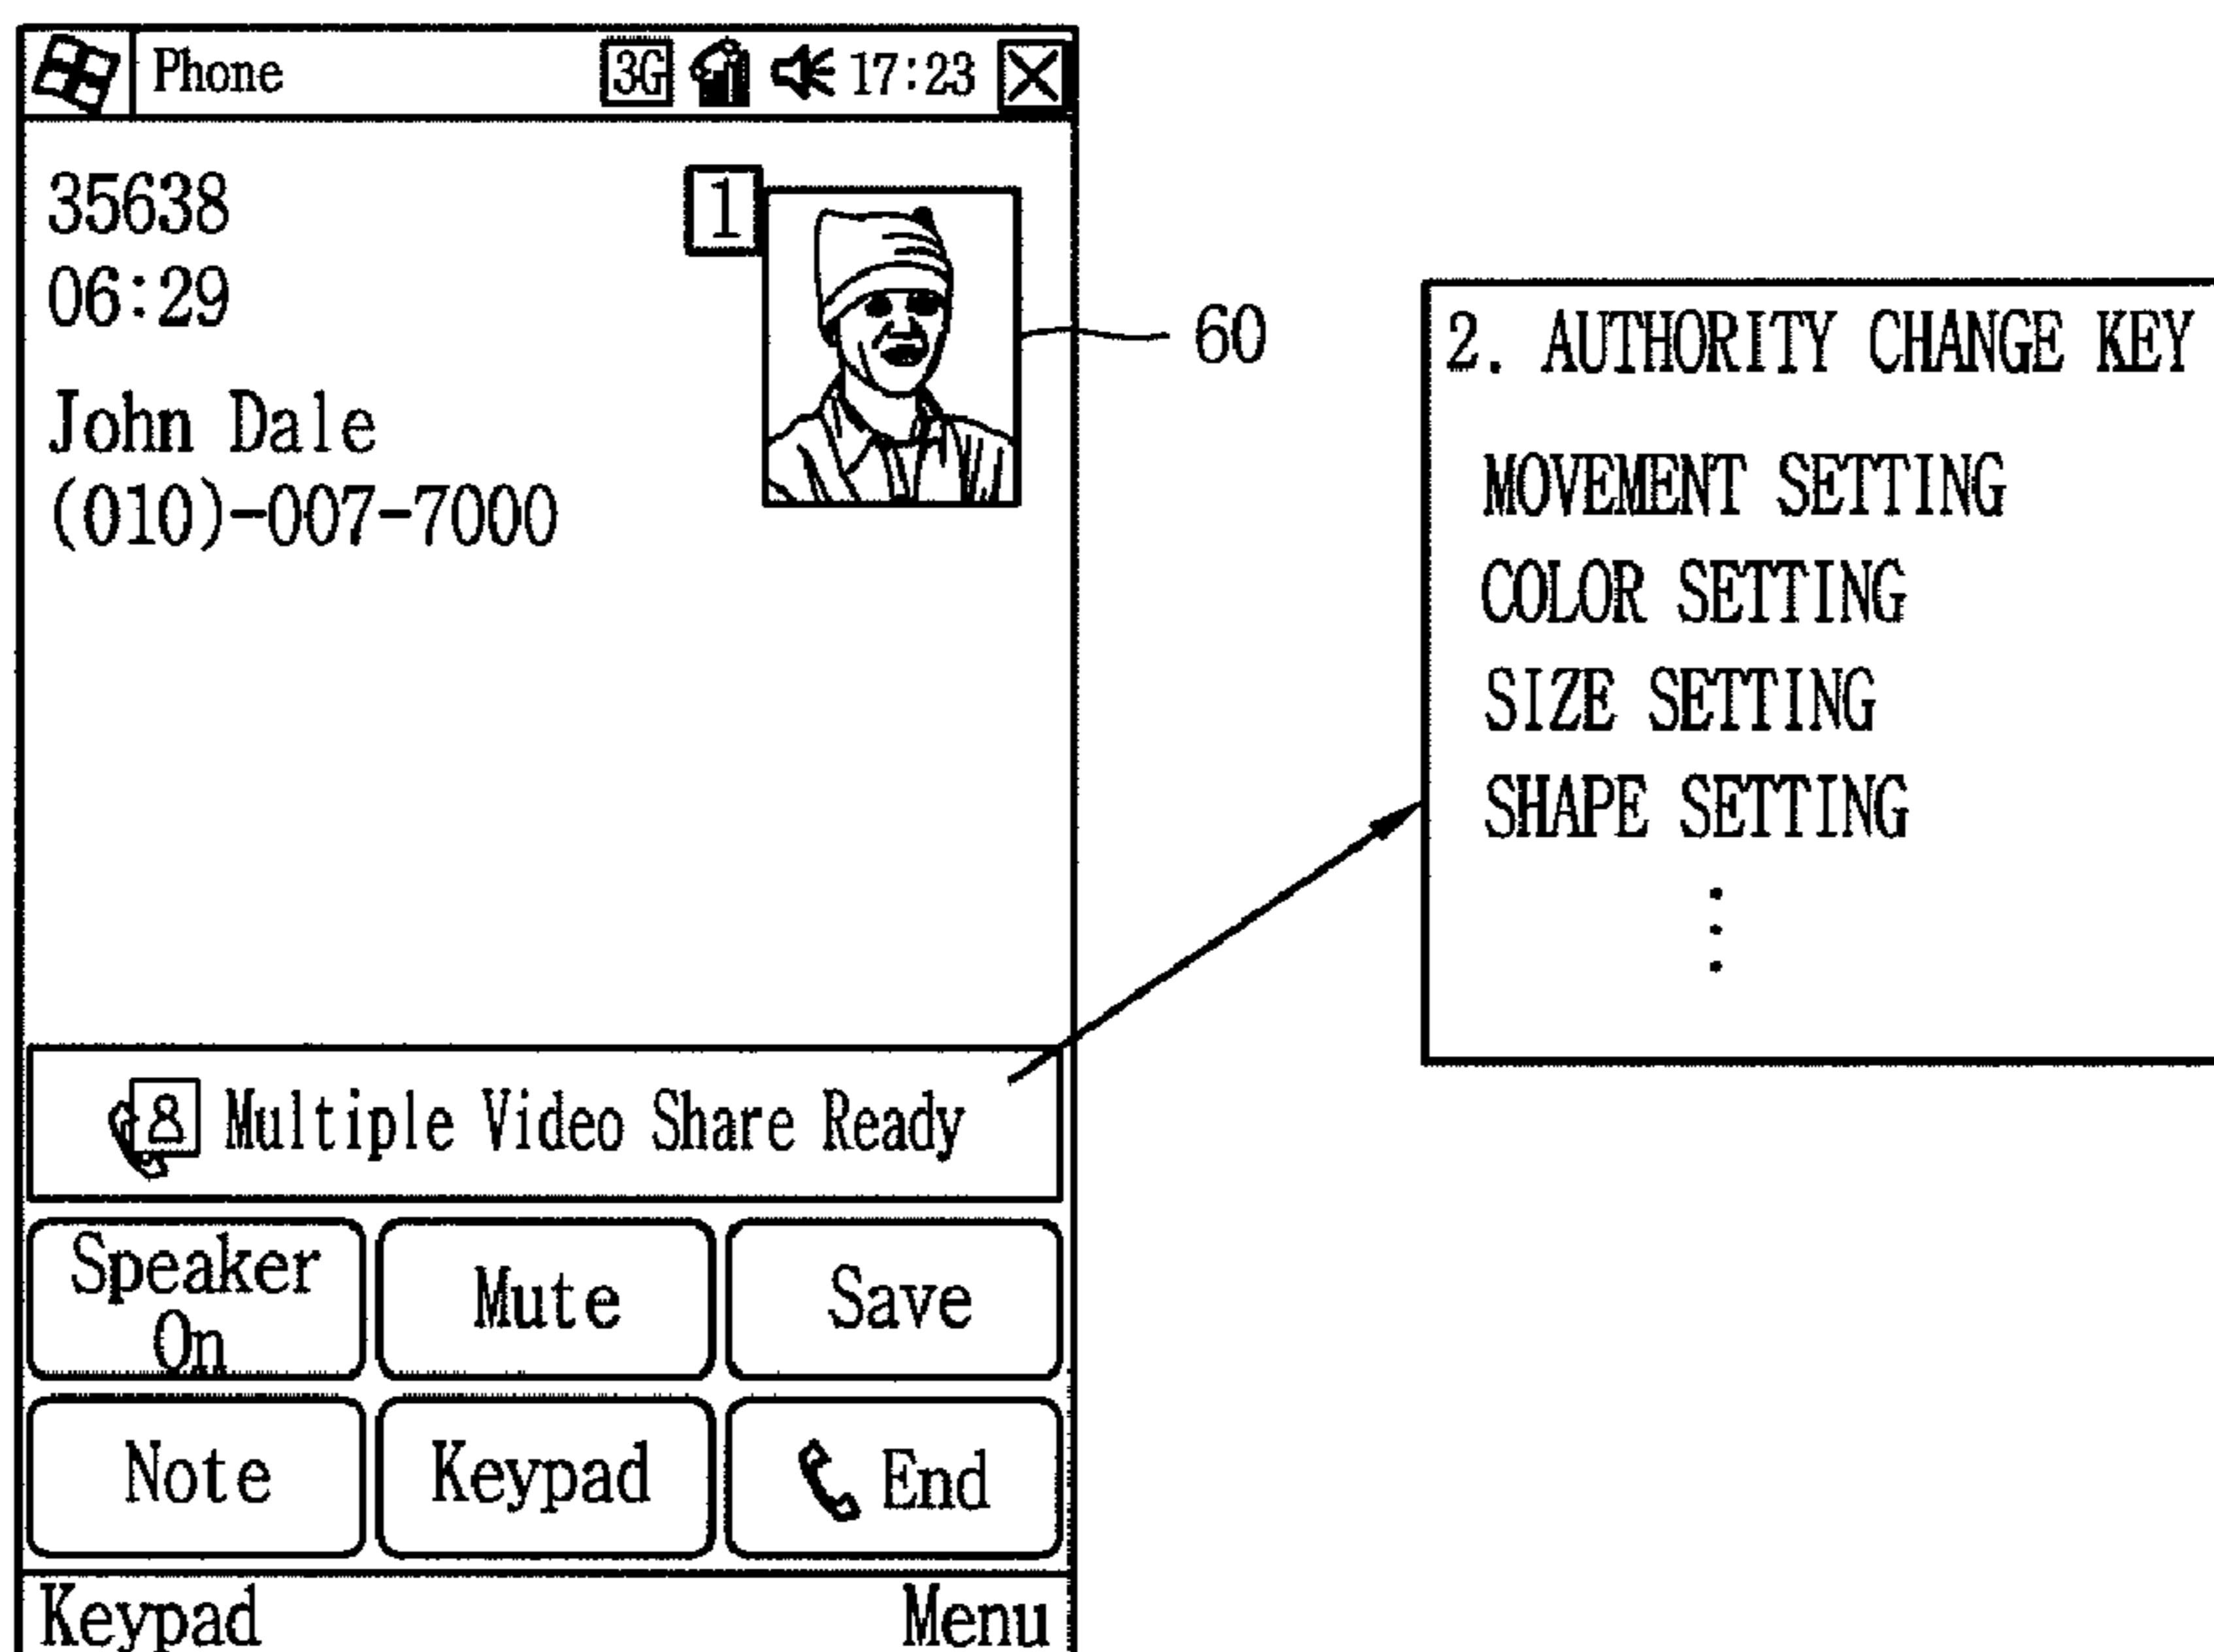 Phone 3G 17:23
35638
1
06:29
60
John Dale
(010)-007-7000
2. AUTHORITY CHANGE KEY
MOVEMENT SETTING
COLOR SETTING
SIZE SETTING
SHAPE SETTING
Multiple Video Share Ready
Speaker
On
Mute
Save
Note
Keypad
End
Keypad
Menu